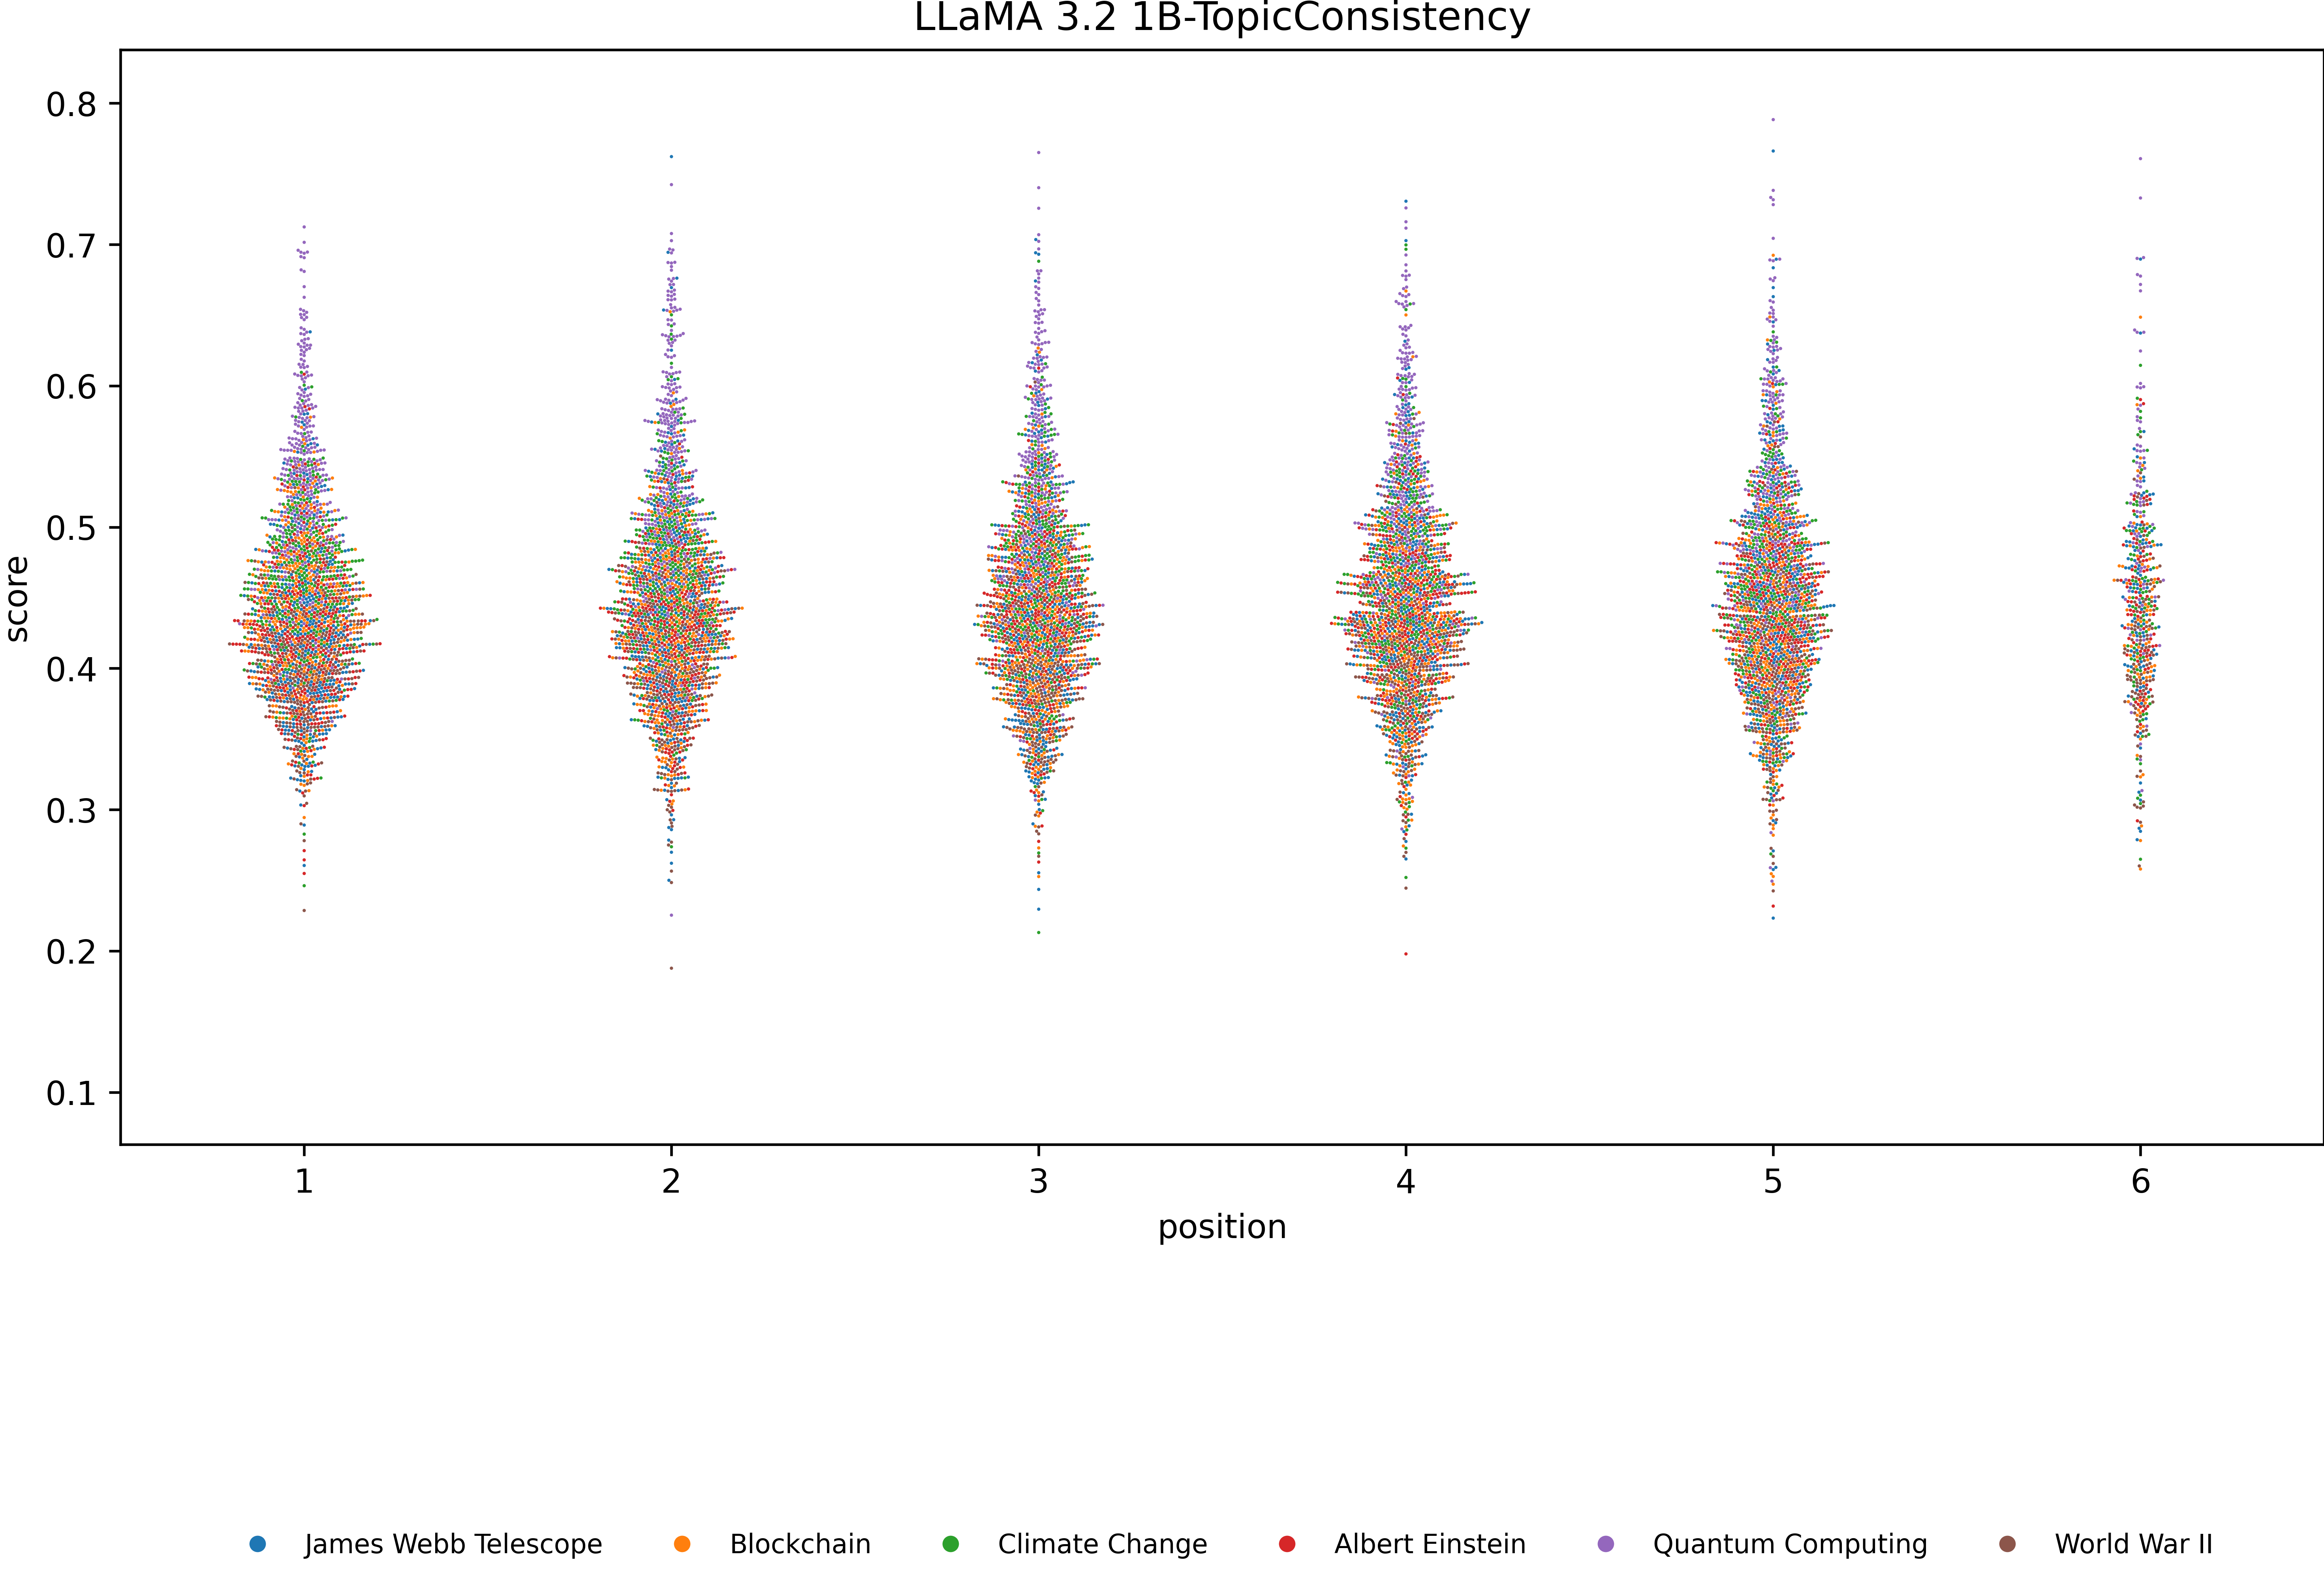 LLaMA 3.2 1B-TopicConsistency
score
0.8
0.7
0.6
0.5
0.4
0.3
0.2
0.1
1 2 3 4 5 6
position
James Webb Telescope Blockchain Climate Change Albert Einstein Quantum Computing World War II